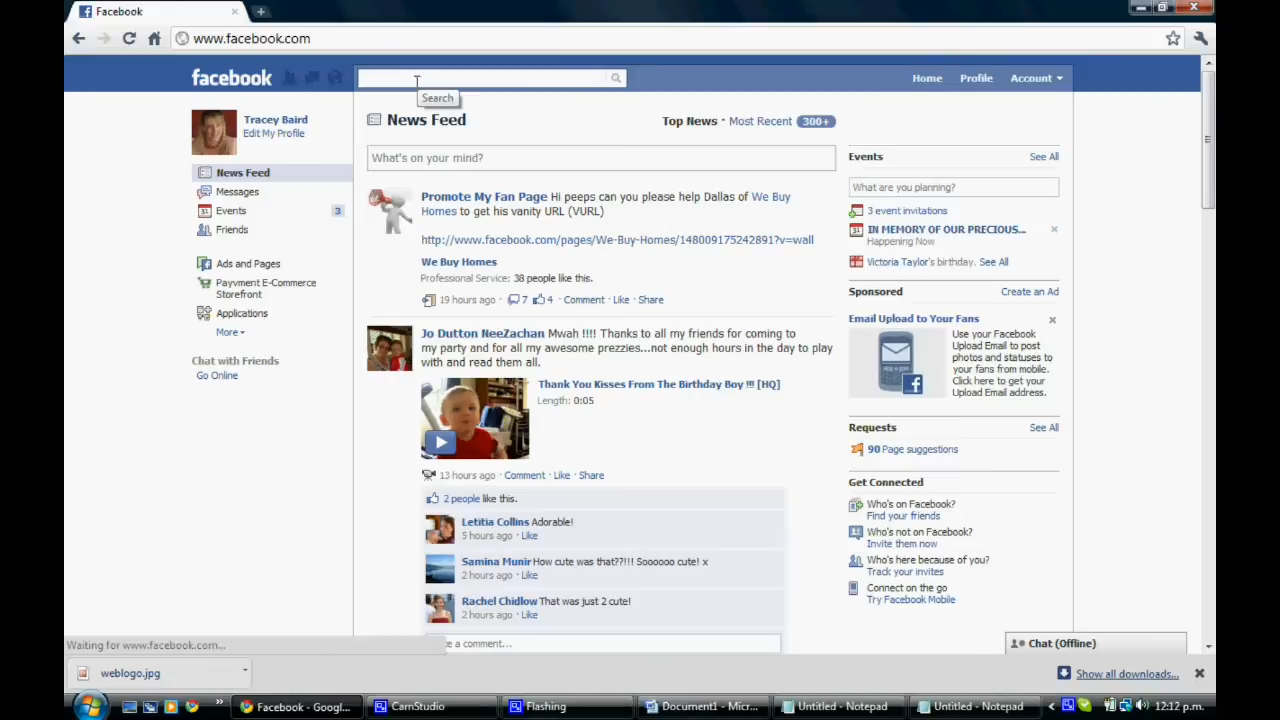 Facebook
www.facebook.com
facebook
Home Profile Account
Search
Tracey Baird
Edit My Profile
News Feed
Messages
Events 3
Friends
Ads and Pages
Payvment E-Commerce
Storefront
Applications
More
Chat with Friends
Go Online
News Feed
Top News · Most Recent 300+
What's on your mind?
Promote My Fan Page Hi peeps can you please help Dallas of We Buy
Homes to get his vanity URL (VURL)
http://www.facebook.com/pages/We-Buy-Homes/148009175242891?v=wall
We Buy Homes
Professional Service: 38 people like this.
19 hours ago · 7 4 · Comment · Like · Share
Jo Dutton NeeZachan Mwah !!!! Thanks to all my friends for coming to
my party and for all my awesome prezzies...not enough hours in the day to play
with and read them all.
Thank You Kisses From The Birthday Boy !!! [HQ]
Length: 0:05
13 hours ago · Comment · Like · Share
2 people like this.
Letitia Collins Adorable!
5 hours ago · Like
Samina Munir How cute was that??!!! Soooooo cute! x
2 hours ago · Like
Rachel Chidlow That was just 2 cute!
2 hours ago · Like
e a comment...
Events See All
What are you planning?
3 event invitations
IN MEMORY OF OUR PRECIOUS...
Happening Now
Victoria Taylor's birthday. See All
Sponsored Create an Ad
Email Upload to Your Fans
Use your Facebook
Upload Email to post
photos and statuses to
your fans from mobile.
Click here to get your
Upload Email address.
Requests See All
90 Page suggestions
Get Connected
Who's on Facebook?
Find your friends
Who's not on Facebook?
Invite them now
Who's here because of you?
Track your invites
Connect on the go
Try Facebook Mobile
Chat (Offline)
Waiting for www.facebook.com...
weblogo.jpg
Show all downloads...
Facebook - Googl...
CamStudio
Flashing
Document1 - Micr...
Untitled - Notepad
Untitled - Notepad
12:12 p.m.